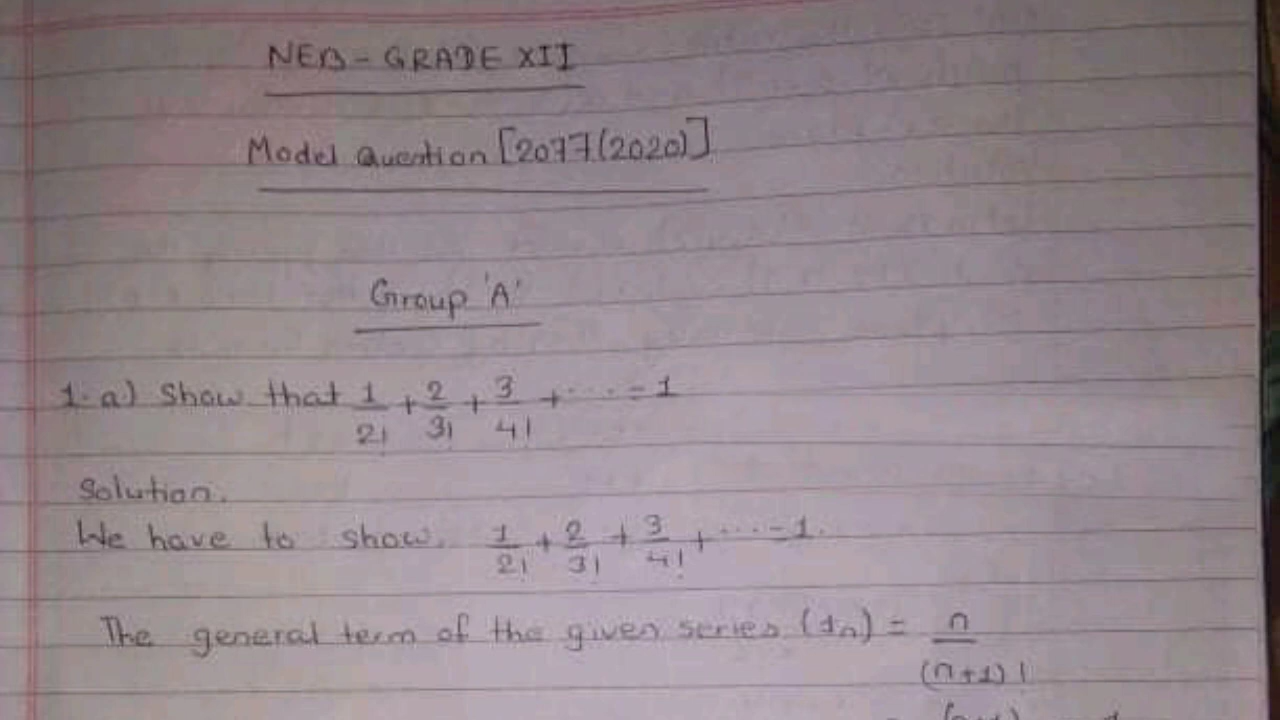 NEB - GRADE XII
Model Question [2077(2020)]
Group 'A'
1. a) Show that 1/2! + 2/3! + 3/4! + ... = 1
Solution.
We have to show. 1/2! + 2/3! + 3/4! + ... = 1.
The general term of the given series (tn) = n/(n+1)!